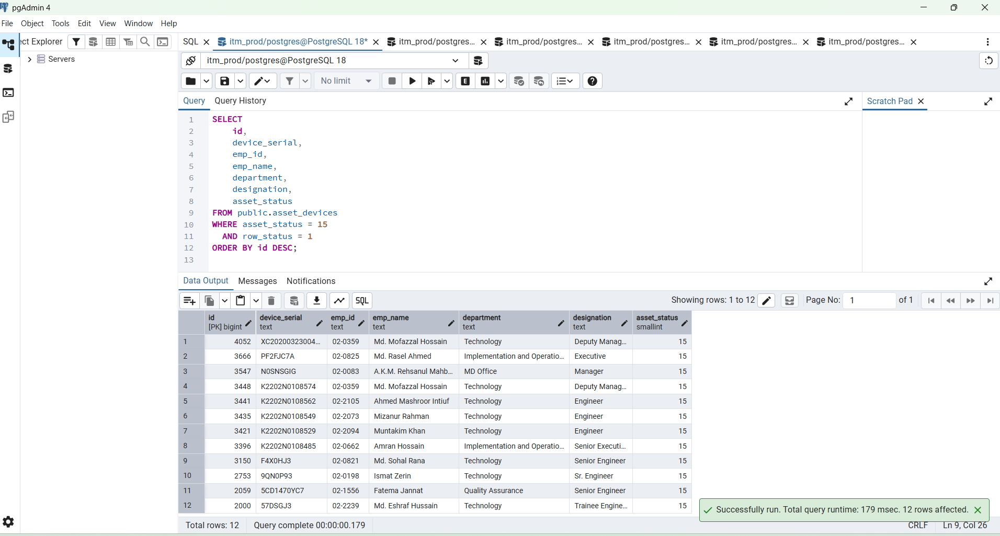 pgAdmin 4
File Object Tools Edit View Window Help
ect Explorer
SQL itm_prod/postgres@PostgreSQL 18* itm_prod/postgres... itm_prod/postgres... itm_prod/postgres... itm_prod/postgres... itm_prod/postgres...
Servers
itm_prod/postgres@PostgreSQL 18
No limit E
Query Query History Scratch Pad
1 SELECT
2 id,
3 device_serial,
4 emp_id,
5 emp_name,
6 department,
7 designation,
8 asset_status
9 FROM public.asset_devices
10 WHERE asset_status = 15
11 AND row_status = 1
12 ORDER BY id DESC;
13
Data Output Messages Notifications
SQL Showing rows: 1 to 12 Page No: 1 of 1
id device_serial emp_id emp_name department designation asset_status
[PK] bigint text text text text text smallint
1 4052 XC20200323004... 02-0359 Md. Mofazzal Hossain Technology Deputy Manag... 15
2 3666 PF2FJC7A 02-0825 Md. Rasel Ahmed Implementation and Operatio... Executive 15
3 3547 N0SNSGIG 02-0083 A.K.M. Rehsanul Mahb... MD Office Manager 15
4 3448 K2202N0108574 02-0359 Md. Mofazzal Hossain Technology Deputy Manag... 15
5 3441 K2202N0108562 02-2105 Ahmed Mashroor Intiuf Technology Engineer 15
6 3435 K2202N0108549 02-2073 Mizanur Rahman Technology Engineer 15
7 3421 K2202N0108529 02-2094 Muntakim Khan Technology Engineer 15
8 3396 K2202N0108485 02-0662 Amran Hossain Implementation and Operatio... Senior Executi... 15
9 3150 F4X0HJ3 02-0821 Md. Sohal Rana Technology Senior Engineer 15
10 2753 9QN0P93 02-0198 Ismat Zerin Technology Sr. Engineer 15
11 2059 5CD1470YC7 02-1556 Fatema Jannat Quality Assurance Senior Engineer 15
12 2000 57DSGJ3 02-2239 Md. Eshraf Hussain Technology Trainee Engine... 15
Successfully run. Total query runtime: 179 msec. 12 rows affected.
Total rows: 12 Query complete 00:00:00.179 CRLF Ln 9, Col 26